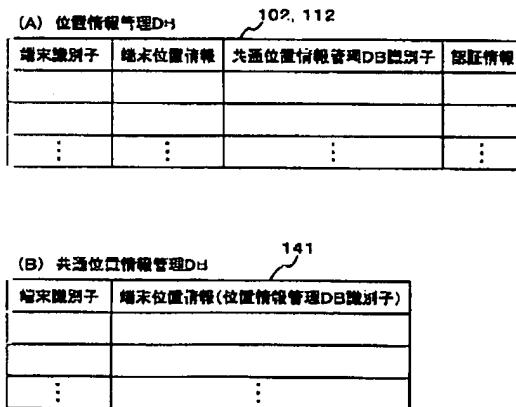 (A) 位置情報管理DB
102, 112
端末識別子 端末位置情報 共通位置情報管理DB識別子 認証情報
(B) 共通位置情報管理DB
141
端末識別子 端末位置情報(位置情報管理DB識別子)